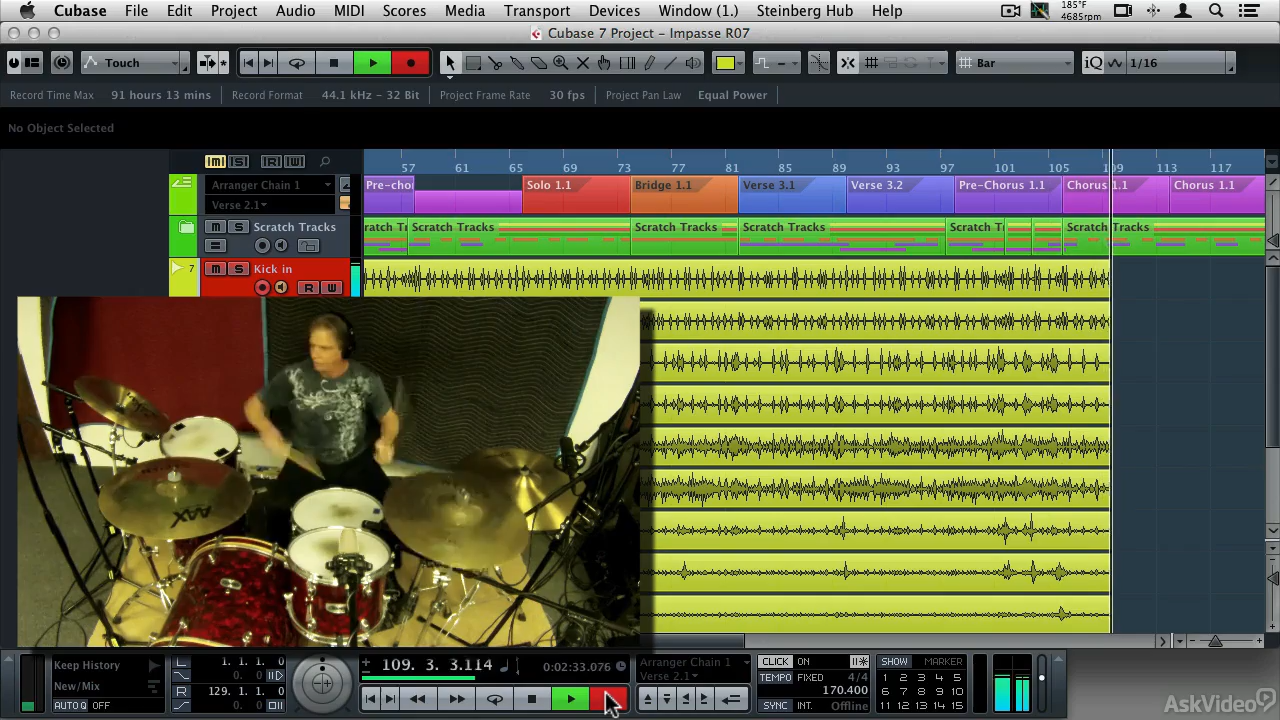 Cubase File Edit Project Audio MIDI Scores Media Transport Devices Window (1.) Steinberg Hub Help 185°F 4685rpm
Cubase 7 Project - Impasse R07
Touch Bar iQ 1/16
Record Time Max 91 hours 13 mins Record Format 44.1 kHz - 32 Bit Project Frame Rate 30 fps Project Pan Law Equal Power
No Object Selected
M S R W 57 61 65 69 73 77 81 85 89 93 97 101 105 109 113 117
Arranger Chain 1 Pre-cho Solo 1.1 Bridge 1.1 Verse 3.1 Verse 3.2 Pre-Chorus 1.1 Chorus 1.1 Chorus 1.1
Verse 2.1
M S Scratch Tracks ratch Tr Scratch Tracks Scratch Tracks Scratch Tracks Scratch T Scratch Tracks
7 M S Kick in
R W
AAX
Keep History
New/Mix
AUTO Q OFF
L 1. 1. 1. 0
0
R 129. 1. 1. 0
0
109. 3. 3.114 0:02:33.076
Arranger Chain 1
Verse 2.1
CLICK ON
TEMPO FIXED 4/4
170.400
SYNC INT. Offline
SHOW MARKER
1 2 3 4 5
6 7 8 9 10
11 12 13 14 15
AskVideo